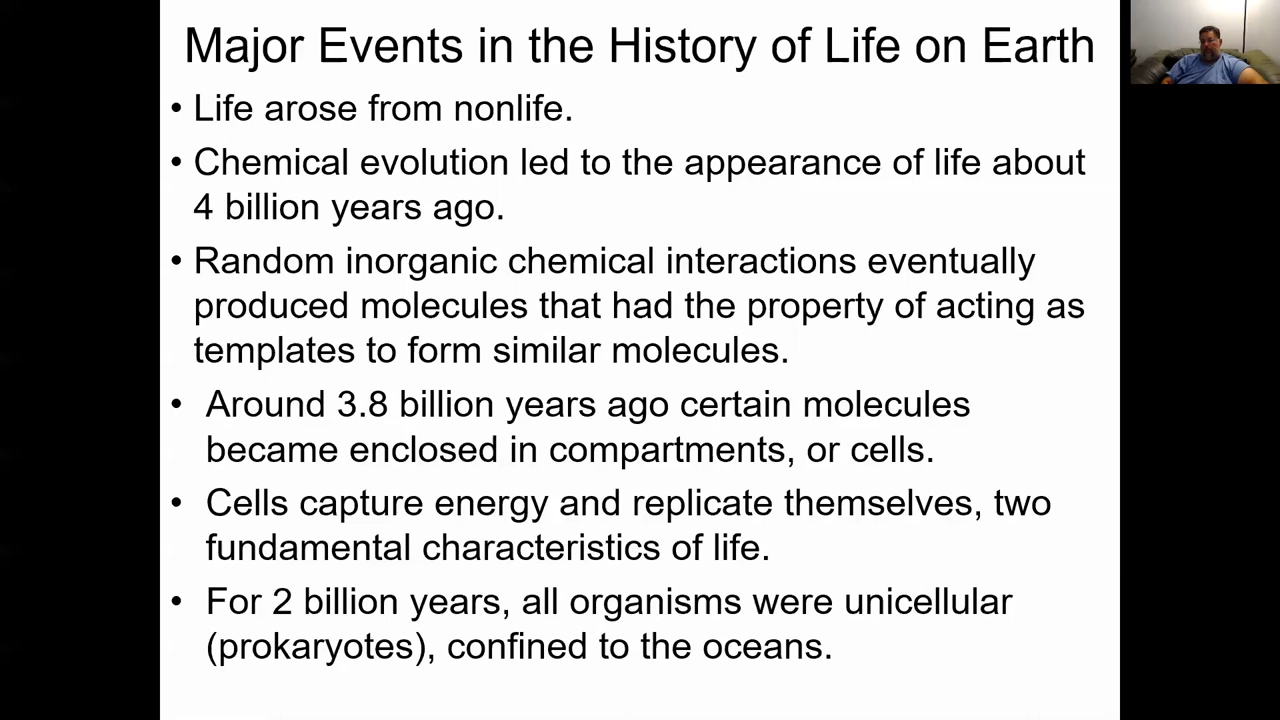 Major Events in the History of Life on Earth
• Life arose from nonlife.
• Chemical evolution led to the appearance of life about
4 billion years ago.
• Random inorganic chemical interactions eventually
produced molecules that had the property of acting as
templates to form similar molecules.
• Around 3.8 billion years ago certain molecules
became enclosed in compartments, or cells.
• Cells capture energy and replicate themselves, two
fundamental characteristics of life.
• For 2 billion years, all organisms were unicellular
(prokaryotes), confined to the oceans.